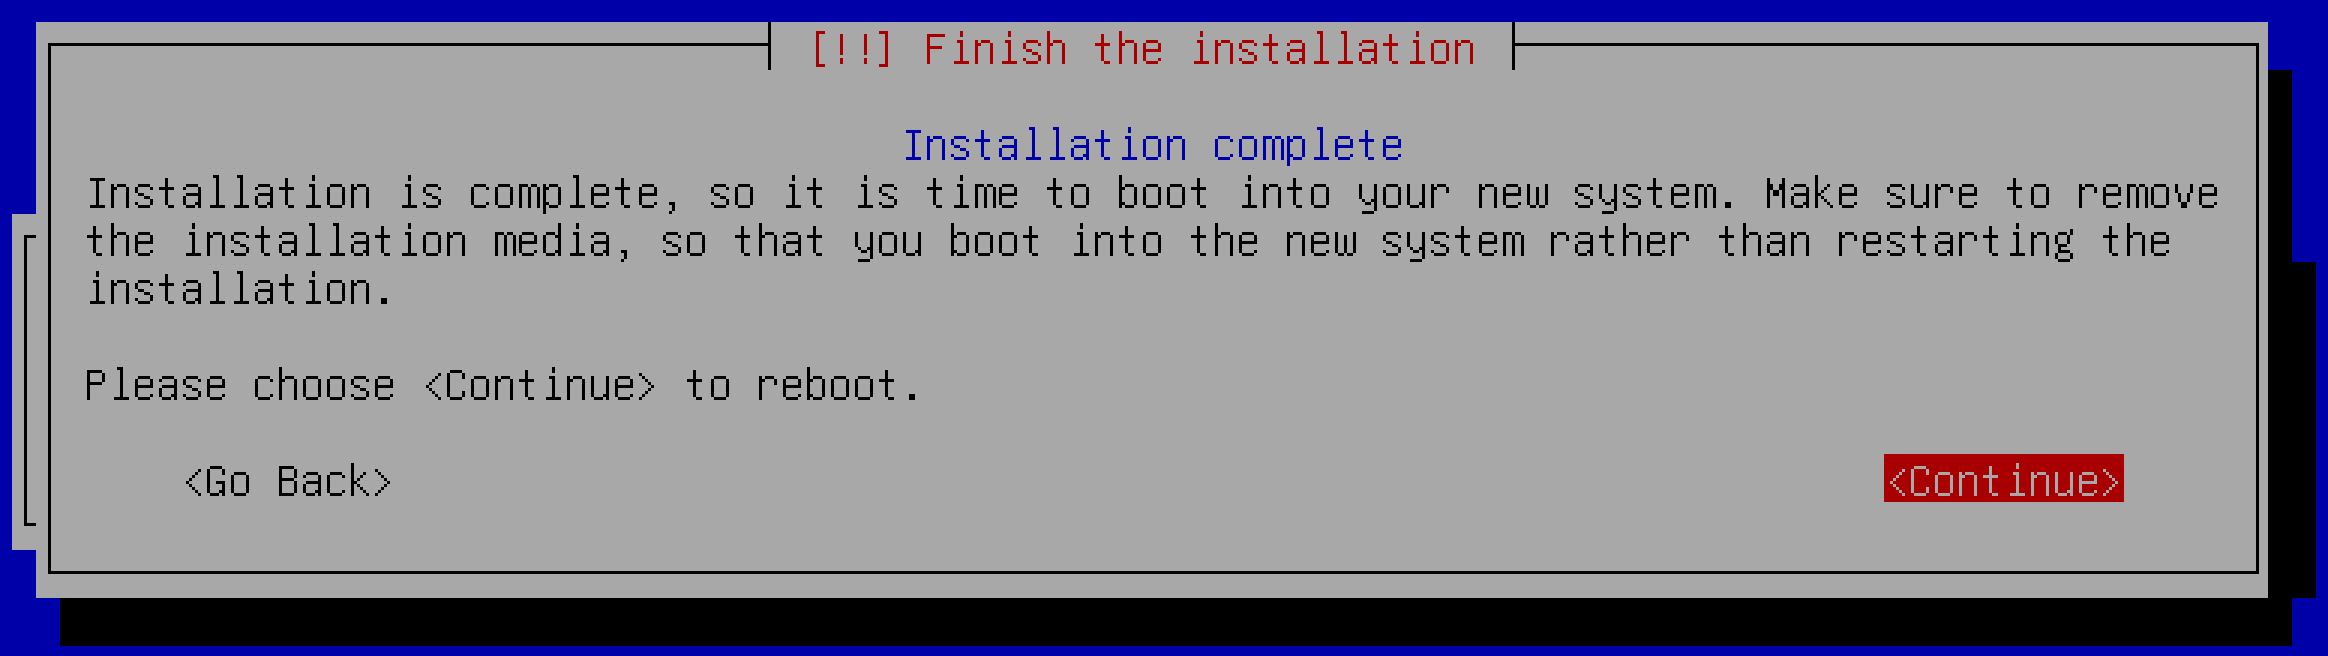 [!!] Finish the installation
Installation complete
Installation is complete, so it is time to boot into your new system. Make sure to remove
the installation media, so that you boot into the new system rather than restarting the
installation.
Please choose <Continue> to reboot.
<Go Back>
<Continue>